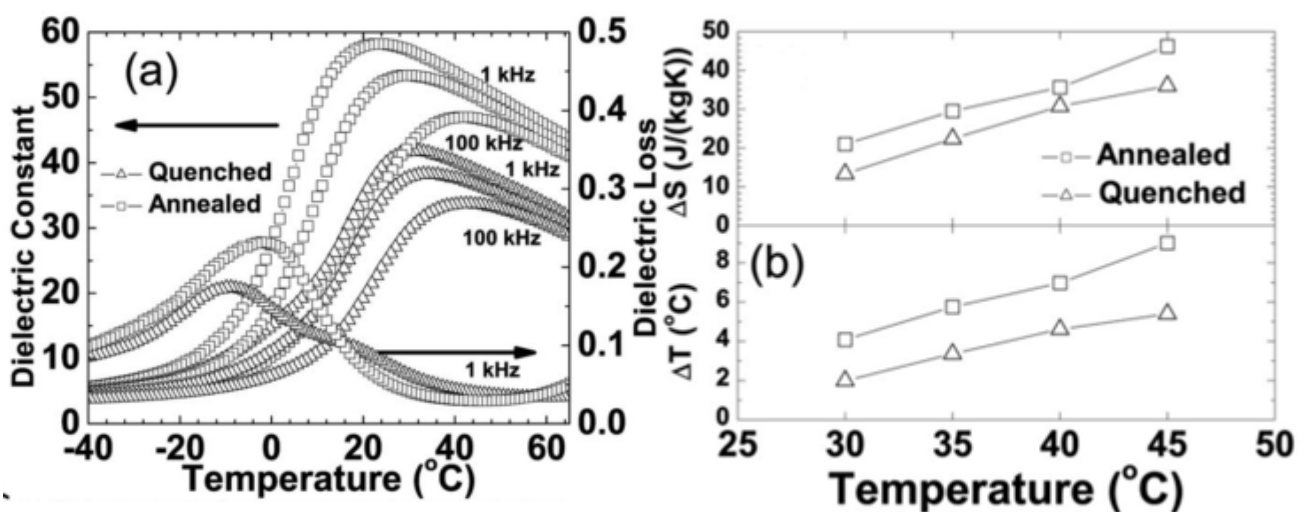 (a)
60
50
40
30
20
10
0
Dielectric Constant
0.5
0.4
0.3
0.2
0.1
0.0
Dielectric Loss
1 kHz
100 kHz
1 kHz
100 kHz
1 kHz
Quenched
Annealed
-40 -20 0 20 40 60
Temperature (°C)
50
40
30
20
10
0
ΔS (J/(kgK))
Annealed
Quenched
(b)
8
6
4
2
0
ΔT (°C)
25 30 35 40 45 50
Temperature (°C)